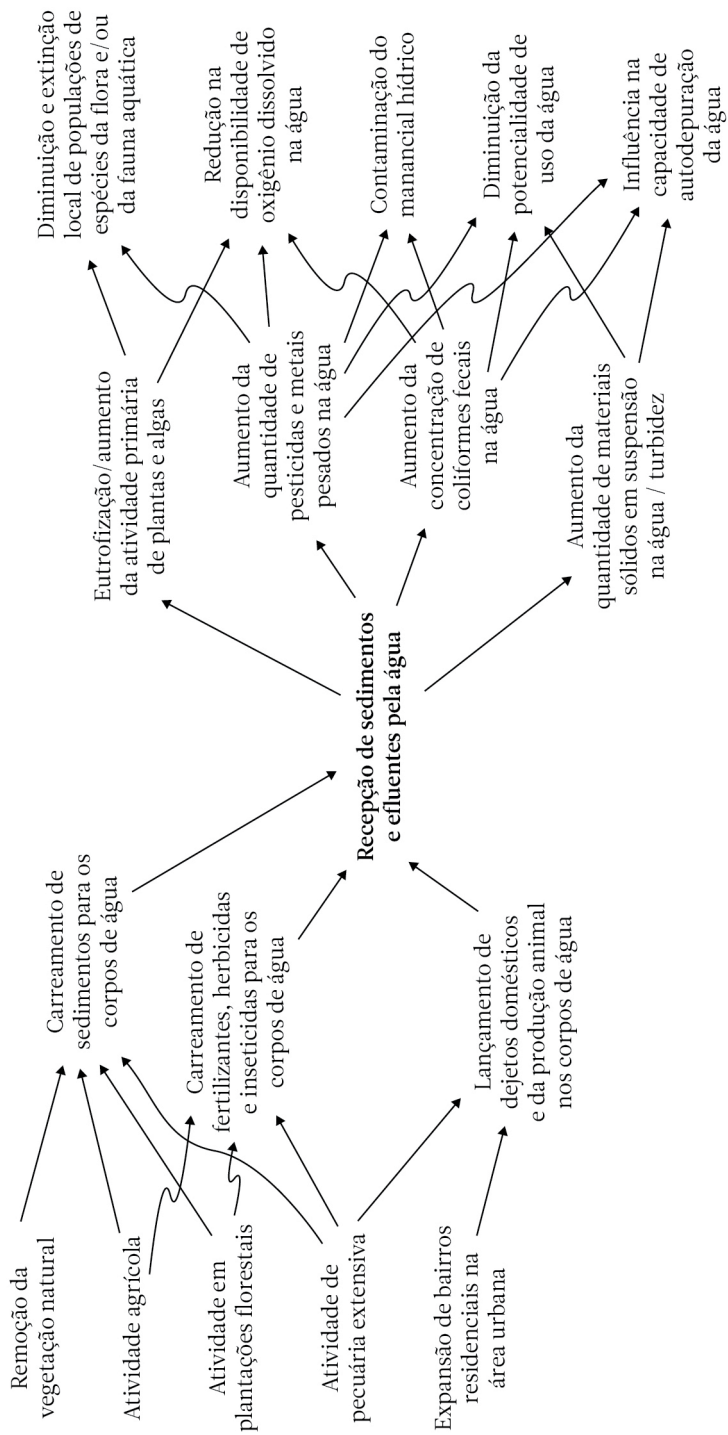 Remoção da
vegetação natural
Atividade agrícola
Atividade em
plantações florestais
Atividade de
pecuária extensiva
Expansão de bairros
residenciais na
área urbana
Carreamento de
sedimentos para os
corpos de água
Carreamento de
fertilizantes, herbicidas
e inseticidas para os
corpos de água
Lançamento de
dejetos domésticos
e da produção animal
nos corpos de água
Recepção de sedimentos
e efluentes pela água
Eutrofização/aumento
da atividade primária
de plantas e algas
Aumento da
quantidade de
pesticidas e metais
pesados na água
Aumento da
concentração de
coliformes fecais
na água
Aumento da
quantidade de materiais
sólidos em suspensão
na água / turbidez
Diminuição e extinção
local de populações de
espécies da flora e/ou
da fauna aquática
Redução na
disponibilidade de
oxigênio dissolvido
na água
Contaminação do
manancial hídrico
Diminuição da
potencialidade de
uso da água
Influência na
capacidade de
autodepuração
da água